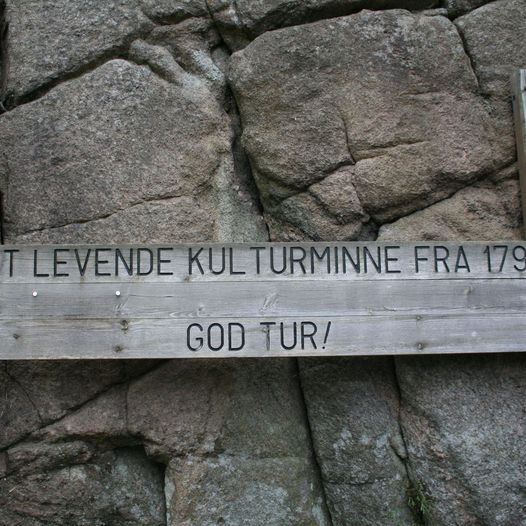 T LEVENDE KULTURMINNE FRA 179
GOD TUR!